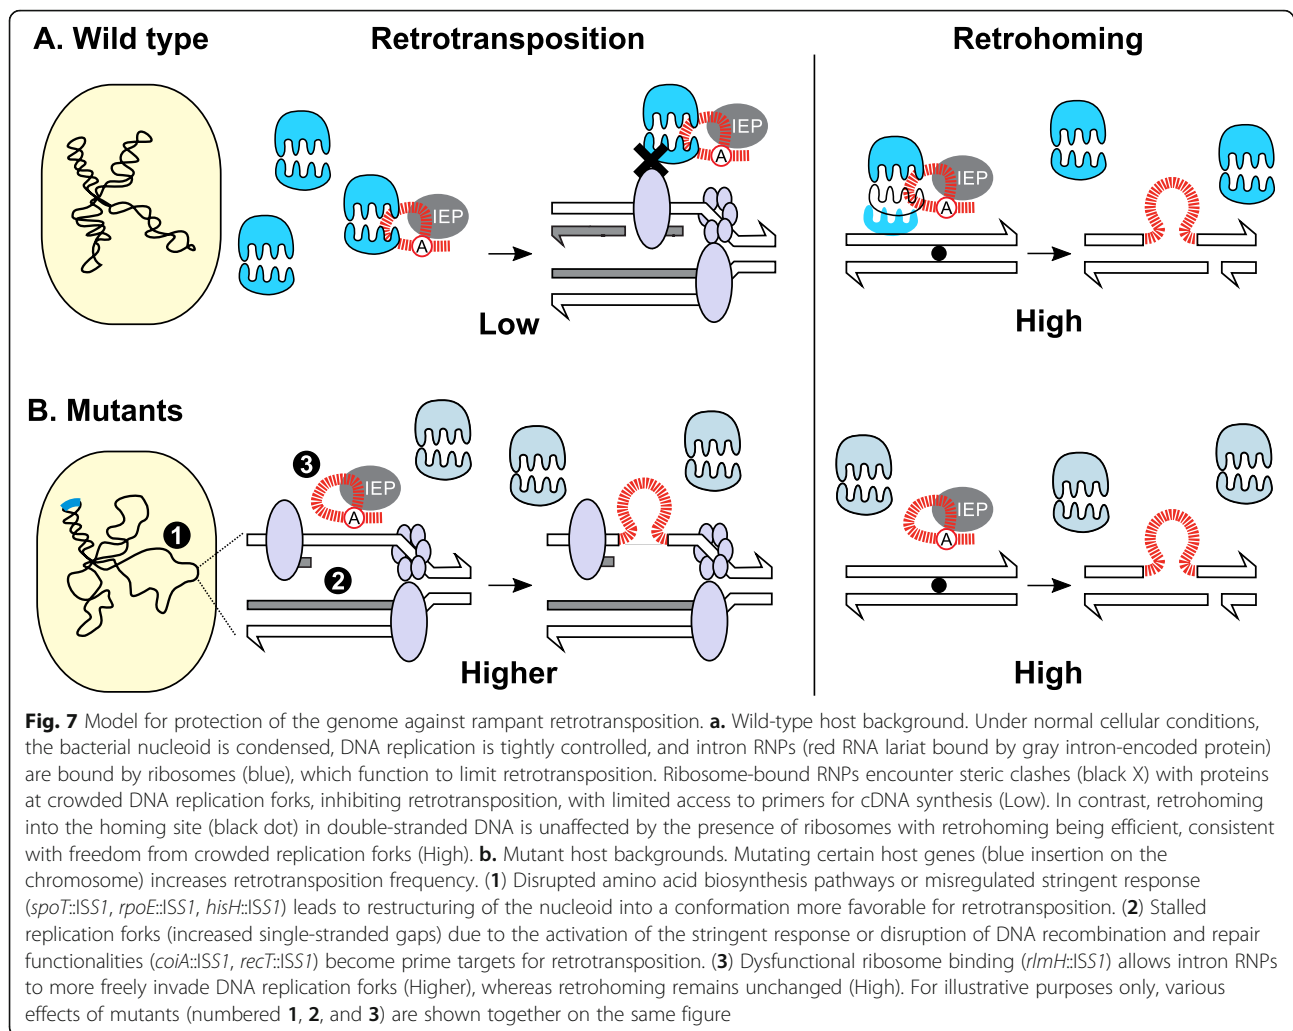 A. Wild type
Retrotransposition
Retrohoming
IEP
A
IEP
A
IEP
A
Low
High
B. Mutants
1
3
IEP
A
2
IEP
A
Higher
High
Fig. 7 Model for protection of the genome against rampant retrotransposition. a. Wild-type host background. Under normal cellular conditions,
the bacterial nucleoid is condensed, DNA replication is tightly controlled, and intron RNPs (red RNA lariat bound by gray intron-encoded protein)
are bound by ribosomes (blue), which function to limit retrotransposition. Ribosome-bound RNPs encounter steric clashes (black X) with proteins
at crowded DNA replication forks, inhibiting retrotransposition, with limited access to primers for cDNA synthesis (Low). In contrast, retrohoming
into the homing site (black dot) in double-stranded DNA is unaffected by the presence of ribosomes with retrohoming being efficient, consistent
with freedom from crowded replication forks (High). b. Mutant host backgrounds. Mutating certain host genes (blue insertion on the
chromosome) increases retrotransposition frequency. (1) Disrupted amino acid biosynthesis pathways or misregulated stringent response
(spoT::ISS1, rpoE::ISS1, hisH::ISS1) leads to restructuring of the nucleoid into a conformation more favorable for retrotransposition. (2) Stalled
replication forks (increased single-stranded gaps) due to the activation of the stringent response or disruption of DNA recombination and repair
functionalities (coiA::ISS1, recT::ISS1) become prime targets for retrotransposition. (3) Dysfunctional ribosome binding (rlmH::ISS1) allows intron RNPs
to more freely invade DNA replication forks (Higher), whereas retrohoming remains unchanged (High). For illustrative purposes only, various
effects of mutants (numbered 1, 2, and 3) are shown together on the same figure